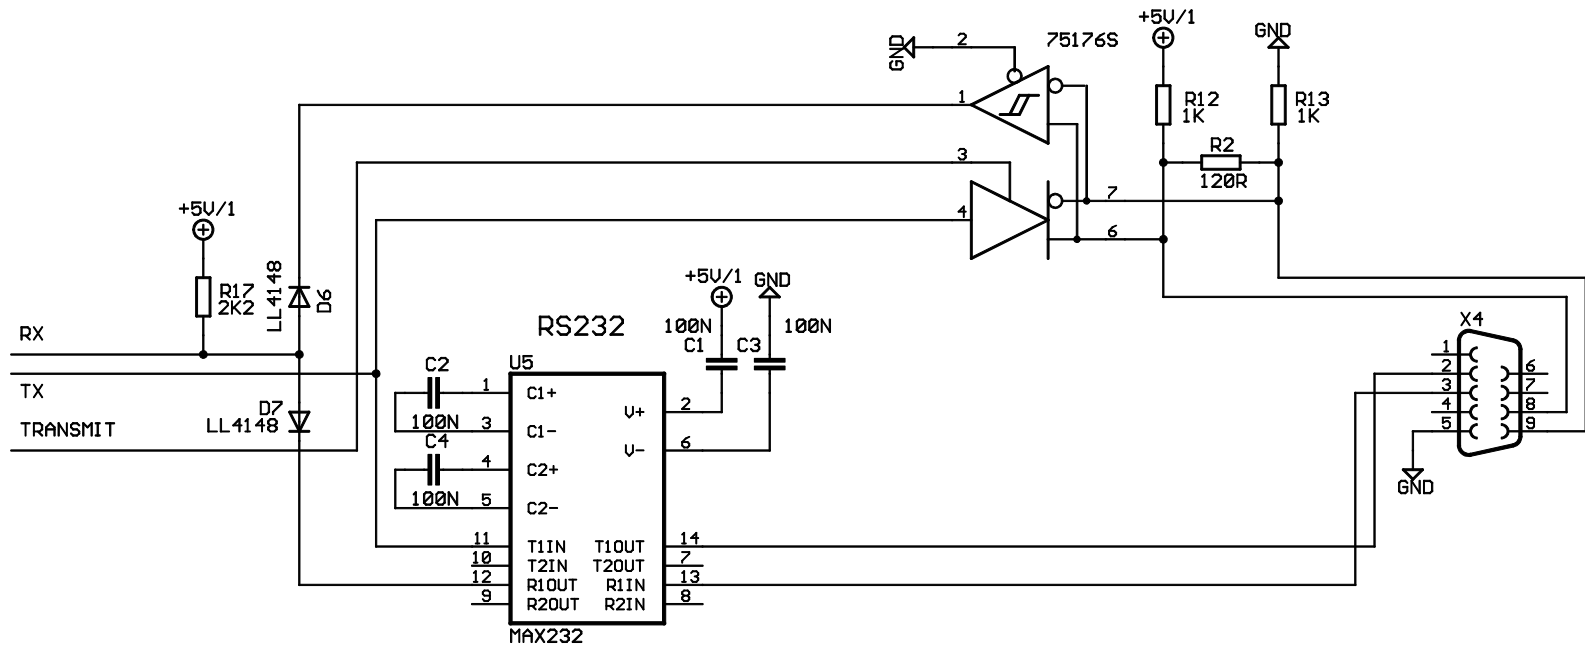 +5V/1
GND
GND
2
75176S
1
R12
1K
R13
1K
3
R2
120R
7
+5V/1
4
6
R17
2K2
LL4148
D6
+5V/1
GND
RX
RS232
100N
100N
C1
C3
X4
TX
C2
U5
D7
LL4148
100N
1
C1+
V+
2
TRANSMIT
C4
3
C1-
V-
6
100N
4
C2+
5
C2-
1
2
3
4
5
6
7
8
9
GND
11
T1IN
T1OUT
14
10
T2IN
T2OUT
7
12
R1OUT
R1IN
13
9
R2OUT
R2IN
8
MAX232